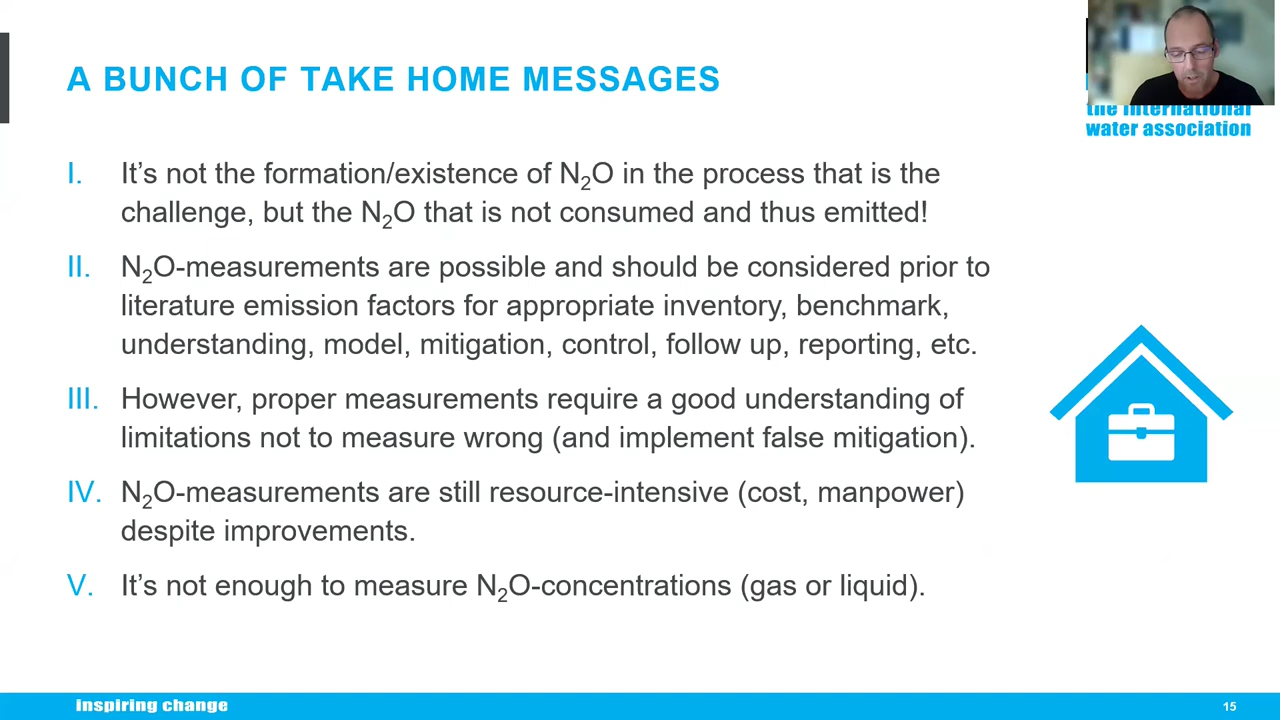 A BUNCH OF TAKE HOME MESSAGES
the international
water association
I. It’s not the formation/existence of N₂O in the process that is the
challenge, but the N₂O that is not consumed and thus emitted!
II. N₂O-measurements are possible and should be considered prior to
literature emission factors for appropriate inventory, benchmark,
understanding, model, mitigation, control, follow up, reporting, etc.
III. However, proper measurements require a good understanding of
limitations not to measure wrong (and implement false mitigation).
IV. N₂O-measurements are still resource-intensive (cost, manpower)
despite improvements.
V. It’s not enough to measure N₂O-concentrations (gas or liquid).
inspiring change
15